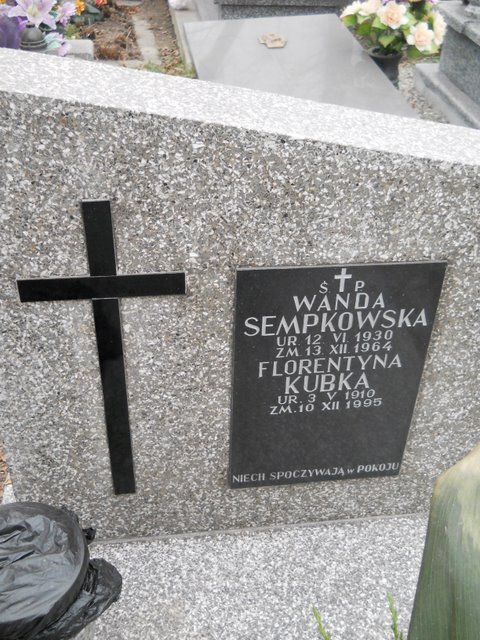 Ś P
WANDA
SEMPKOWSKA
UR. 12. VI 1930
ZM. 13. XII 1964
FLORENTYNA
KUBKA
UR. 3 V 1910
ZM. 10 XII 1995
NIECH SPOCZYWAJĄ W POKOJU